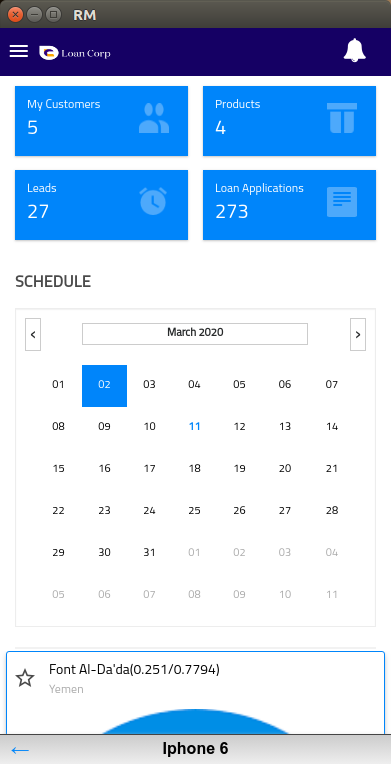 RM
Loan Corp
My Customers
5
Products
4
Leads
27
Loan Applications
273
SCHEDULE
‹ March 2020 ›
01 02 03 04 05 06 07
08 09 10 11 12 13 14
15 16 17 18 19 20 21
22 23 24 25 26 27 28
29 30 31 01 02 03 04
05 06 07 08 09 10 11
Font Al-Da'da(0.251/0.7794)
Yemen
← Iphone 6